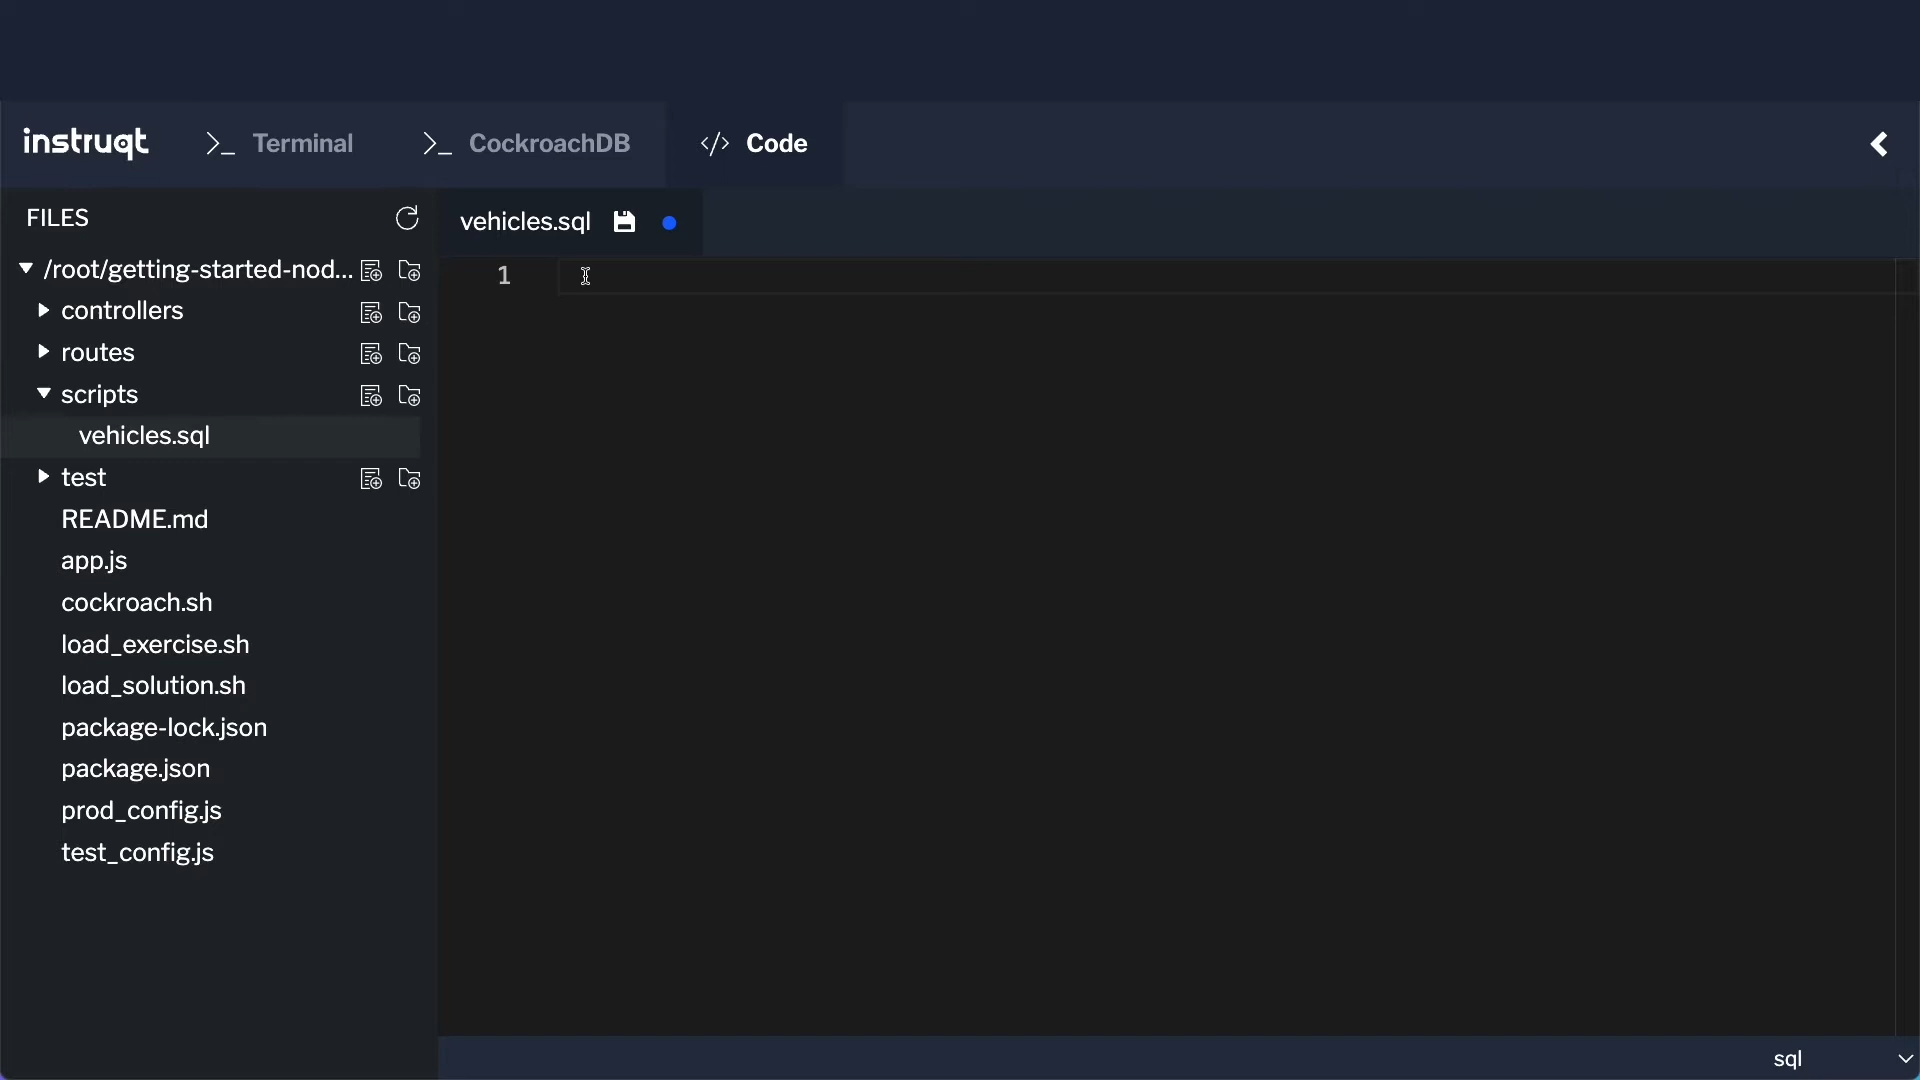 instruqt
>_ Terminal
>_ CockroachDB
</> Code
FILES
vehicles.sql
/root/getting-started-nod...
controllers
routes
scripts
vehicles.sql
test
README.md
app.js
cockroach.sh
load_exercise.sh
load_solution.sh
package-lock.json
package.json
prod_config.js
test_config.js
1
sql